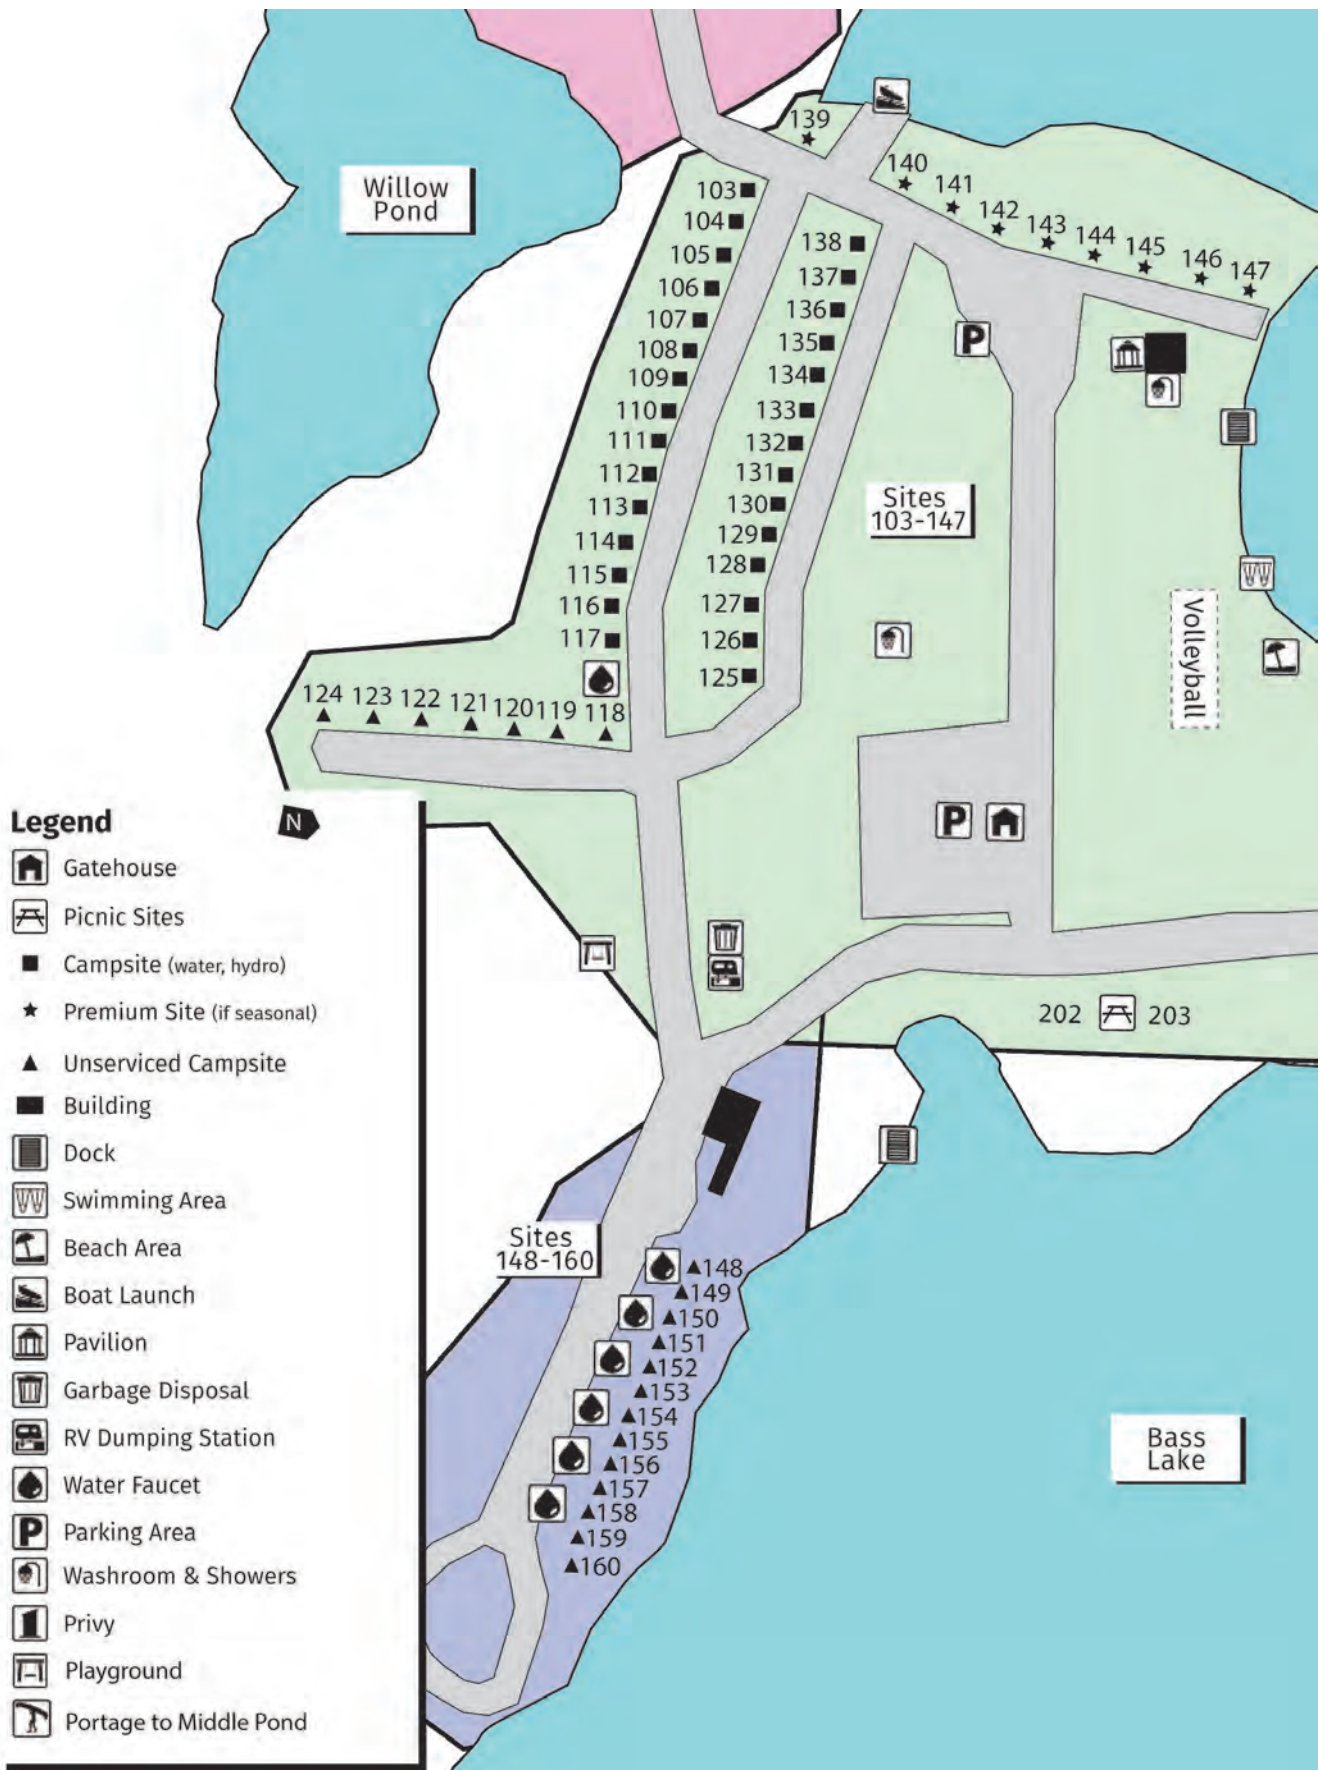 Willow
Pond
139
140
141
142
143
144
145
146
147
103
104
105
106
107
108
109
110
111
112
113
114
115
116
117
138
137
136
135
134
133
132
131
130
129
128
127
126
125
P
Sites
103-147
Volleyball
124
123
122
121
120
119
118
P
202
203
Sites
148-160
148
149
150
151
152
153
154
155
156
157
158
159
160
Bass
Lake
Legend
N
Gatehouse
Picnic Sites
Campsite (water, hydro)
Premium Site (if seasonal)
Unserviced Campsite
Building
Dock
Swimming Area
Beach Area
Boat Launch
Pavilion
Garbage Disposal
RV Dumping Station
Water Faucet
P Parking Area
Washroom & Showers
Privy
Playground
Portage to Middle Pond